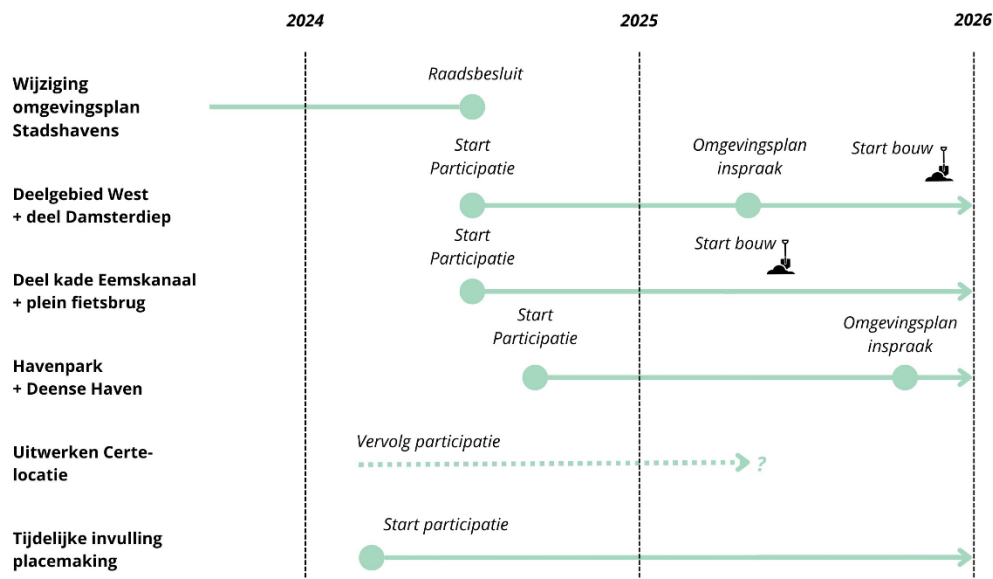 2024
2025
2026
Wijziging
omgevingsplan
Stadshavens
Raadsbesluit
Deelgebied West
+ deel Damsterdiep
Start
Participatie
Omgevingsplan
inspraak
Start bouw
Deel kade Eemskanaal
+ plein fietsbrug
Start
Participatie
Start bouw
Havenpark
+ Deense Haven
Start
Participatie
Omgevingsplan
inspraak
Uitwerken Certe-
locatie
Vervolg participatie
?
Tijdelijke invulling
placemaking
Start participatie